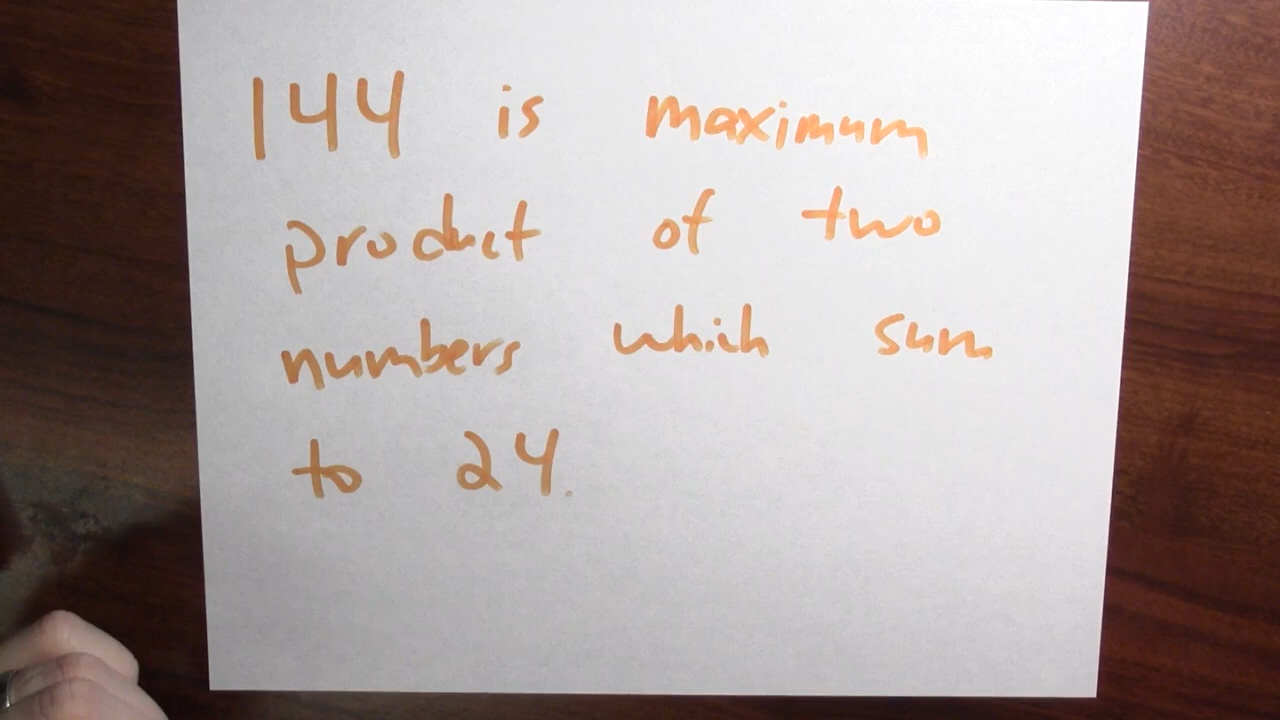 144 is maximum
product of two
numbers which sum
to 24.